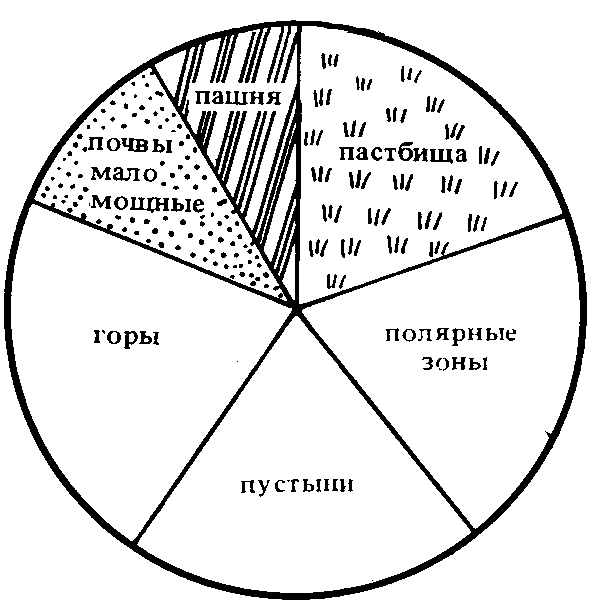 пашня
пастбища
почвы
мало
мощные
горы
полярные
зоны
пустыни